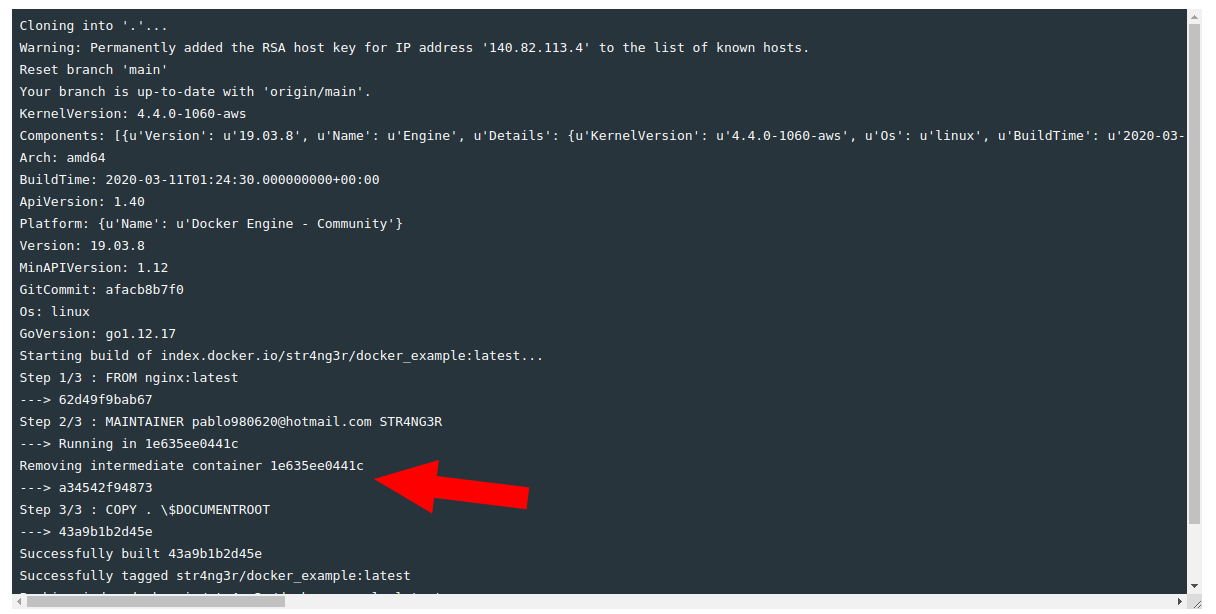 Cloning into '.'...
Warning: Permanently added the RSA host key for IP address '140.82.113.4' to the list of known hosts.
Reset branch 'main'
Your branch is up-to-date with 'origin/main'.
KernelVersion: 4.4.0-1060-aws
Components: [{u'Version': u'19.03.8', u'Name': u'Engine', u'Details': {u'KernelVersion': u'4.4.0-1060-aws', u'Os': u'linux', u'BuildTime': u'2020-03-
Arch: amd64
BuildTime: 2020-03-11T01:24:30.000000000+00:00
ApiVersion: 1.40
Platform: {u'Name': u'Docker Engine - Community'}
Version: 19.03.8
MinAPIVersion: 1.12
GitCommit: afacb8b7f0
Os: linux
GoVersion: go1.12.17
Starting build of index.docker.io/str4ng3r/docker_example:latest...
Step 1/3 : FROM nginx:latest
---> 62d49f9bab67
Step 2/3 : MAINTAINER pablo980620@hotmail.com STR4NG3R
---> Running in 1e635ee0441c
Removing intermediate container 1e635ee0441c
---> a34542f94873
Step 3/3 : COPY . \$DOCUMENTROOT
---> 43a9b1b2d45e
Successfully built 43a9b1b2d45e
Successfully tagged str4ng3r/docker_example:latest